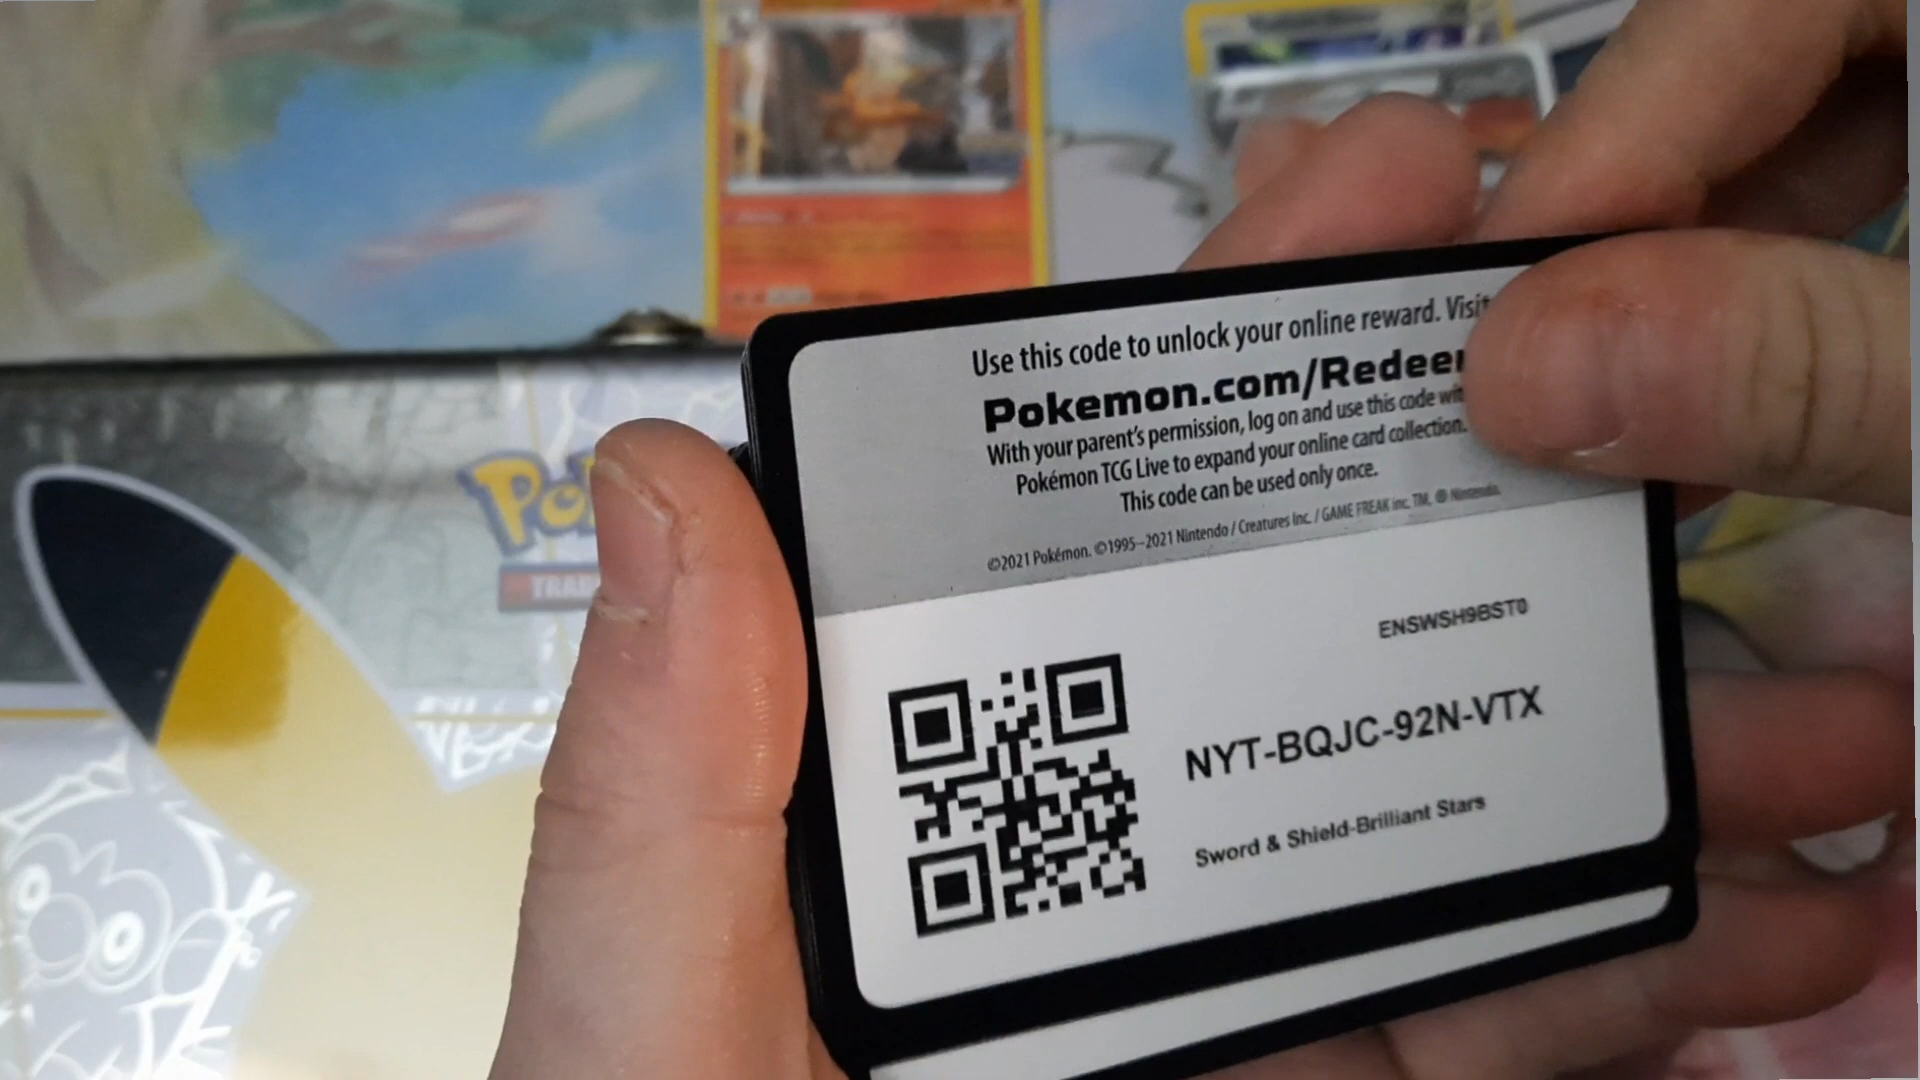 Use this code to unlock your online reward. Visit
Pokemon.com/Redee
With your parent's permission, log on and use this code
Pokémon TCG Live to expand your online card collection.
This code can be used only once.
©2021 Pokémon. ©1995–2021 Nintendo / Creatures Inc. / GAME FREAK inc. TM, ® Nintendo.
ENSWSH9BST0
NYT-BQJC-92N-VTX
Sword & Shield-Brilliant Stars